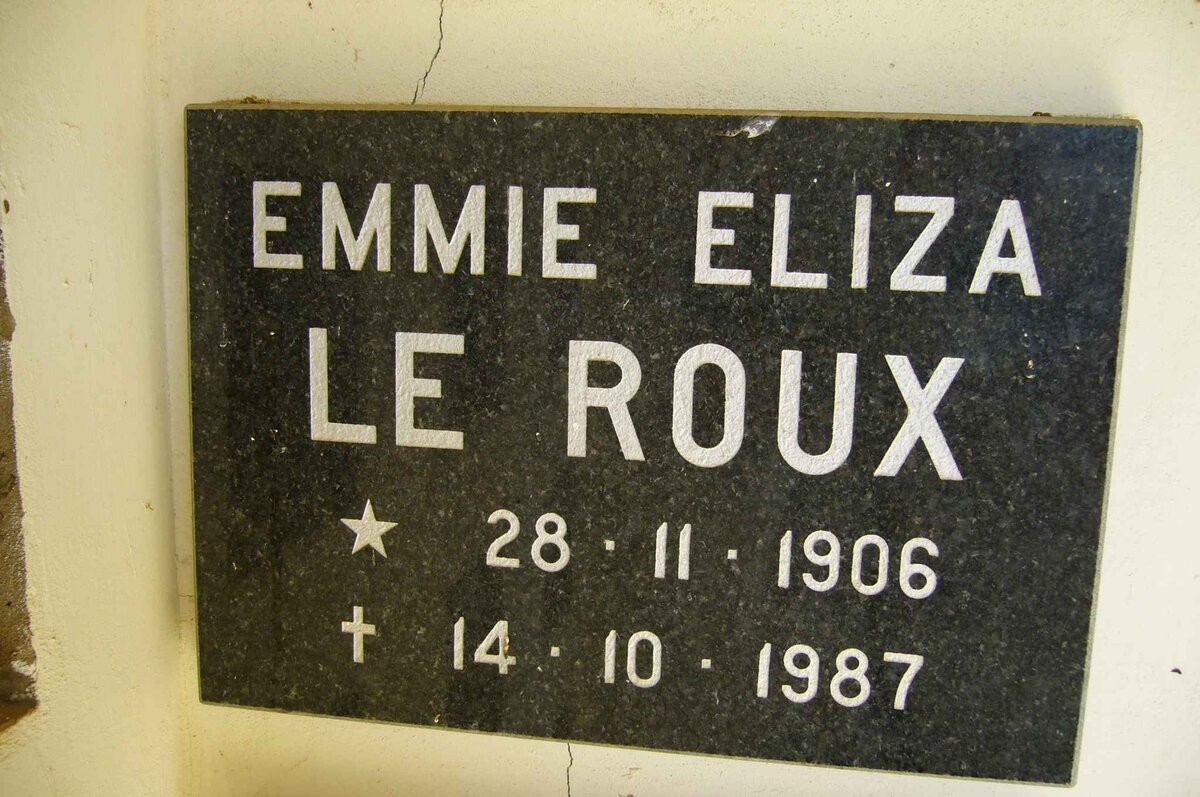 EMMIE ELIZA
LE ROUX
★ 28 · 11 · 1906
✝ 14 · 10 · 1987